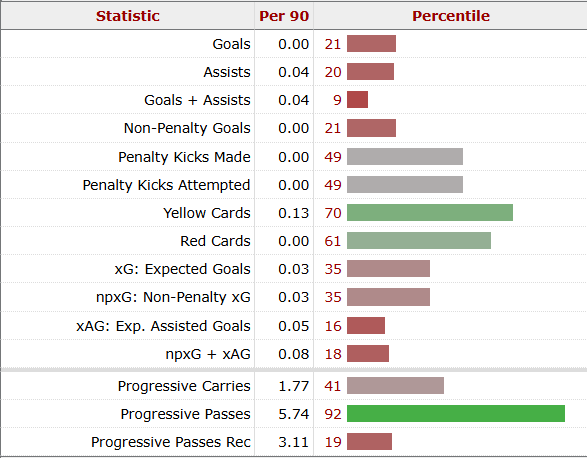 Statistic Per 90 Percentile
Goals 0.00 21
Assists 0.04 20
Goals + Assists 0.04 9
Non-Penalty Goals 0.00 21
Penalty Kicks Made 0.00 49
Penalty Kicks Attempted 0.00 49
Yellow Cards 0.13 70
Red Cards 0.00 61
xG: Expected Goals 0.03 35
npxG: Non-Penalty xG 0.03 35
xAG: Exp. Assisted Goals 0.05 16
npxG + xAG 0.08 18
Progressive Carries 1.77 41
Progressive Passes 5.74 92
Progressive Passes Rec 3.11 19